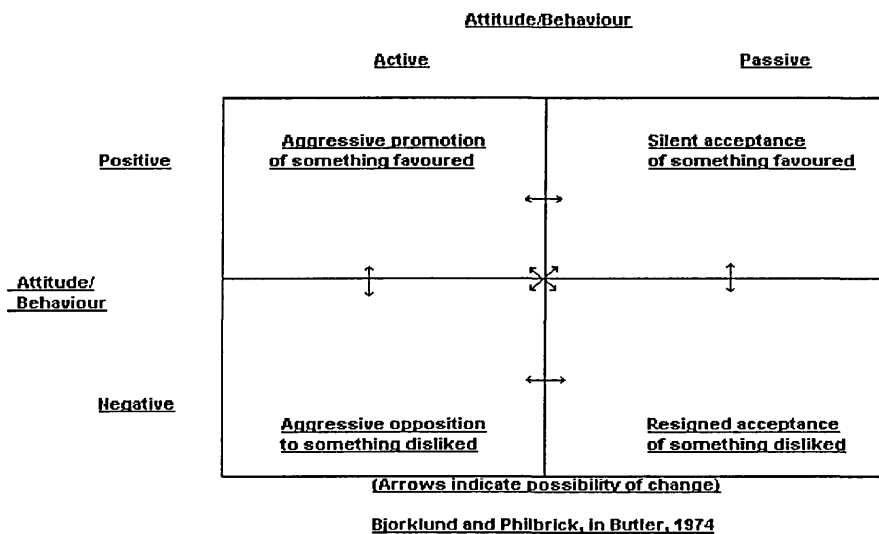 Attitude/Behaviour
Active Passive
Aggressive promotion
of something favoured
Silent acceptance
of something favoured
Positive
Attitude/
Behaviour
Negative
Aggressive opposition
to something disliked
Resigned acceptance
of something disliked
(Arrows indicate possibility of change)
Bjorklund and Philbrick, in Butler, 1974